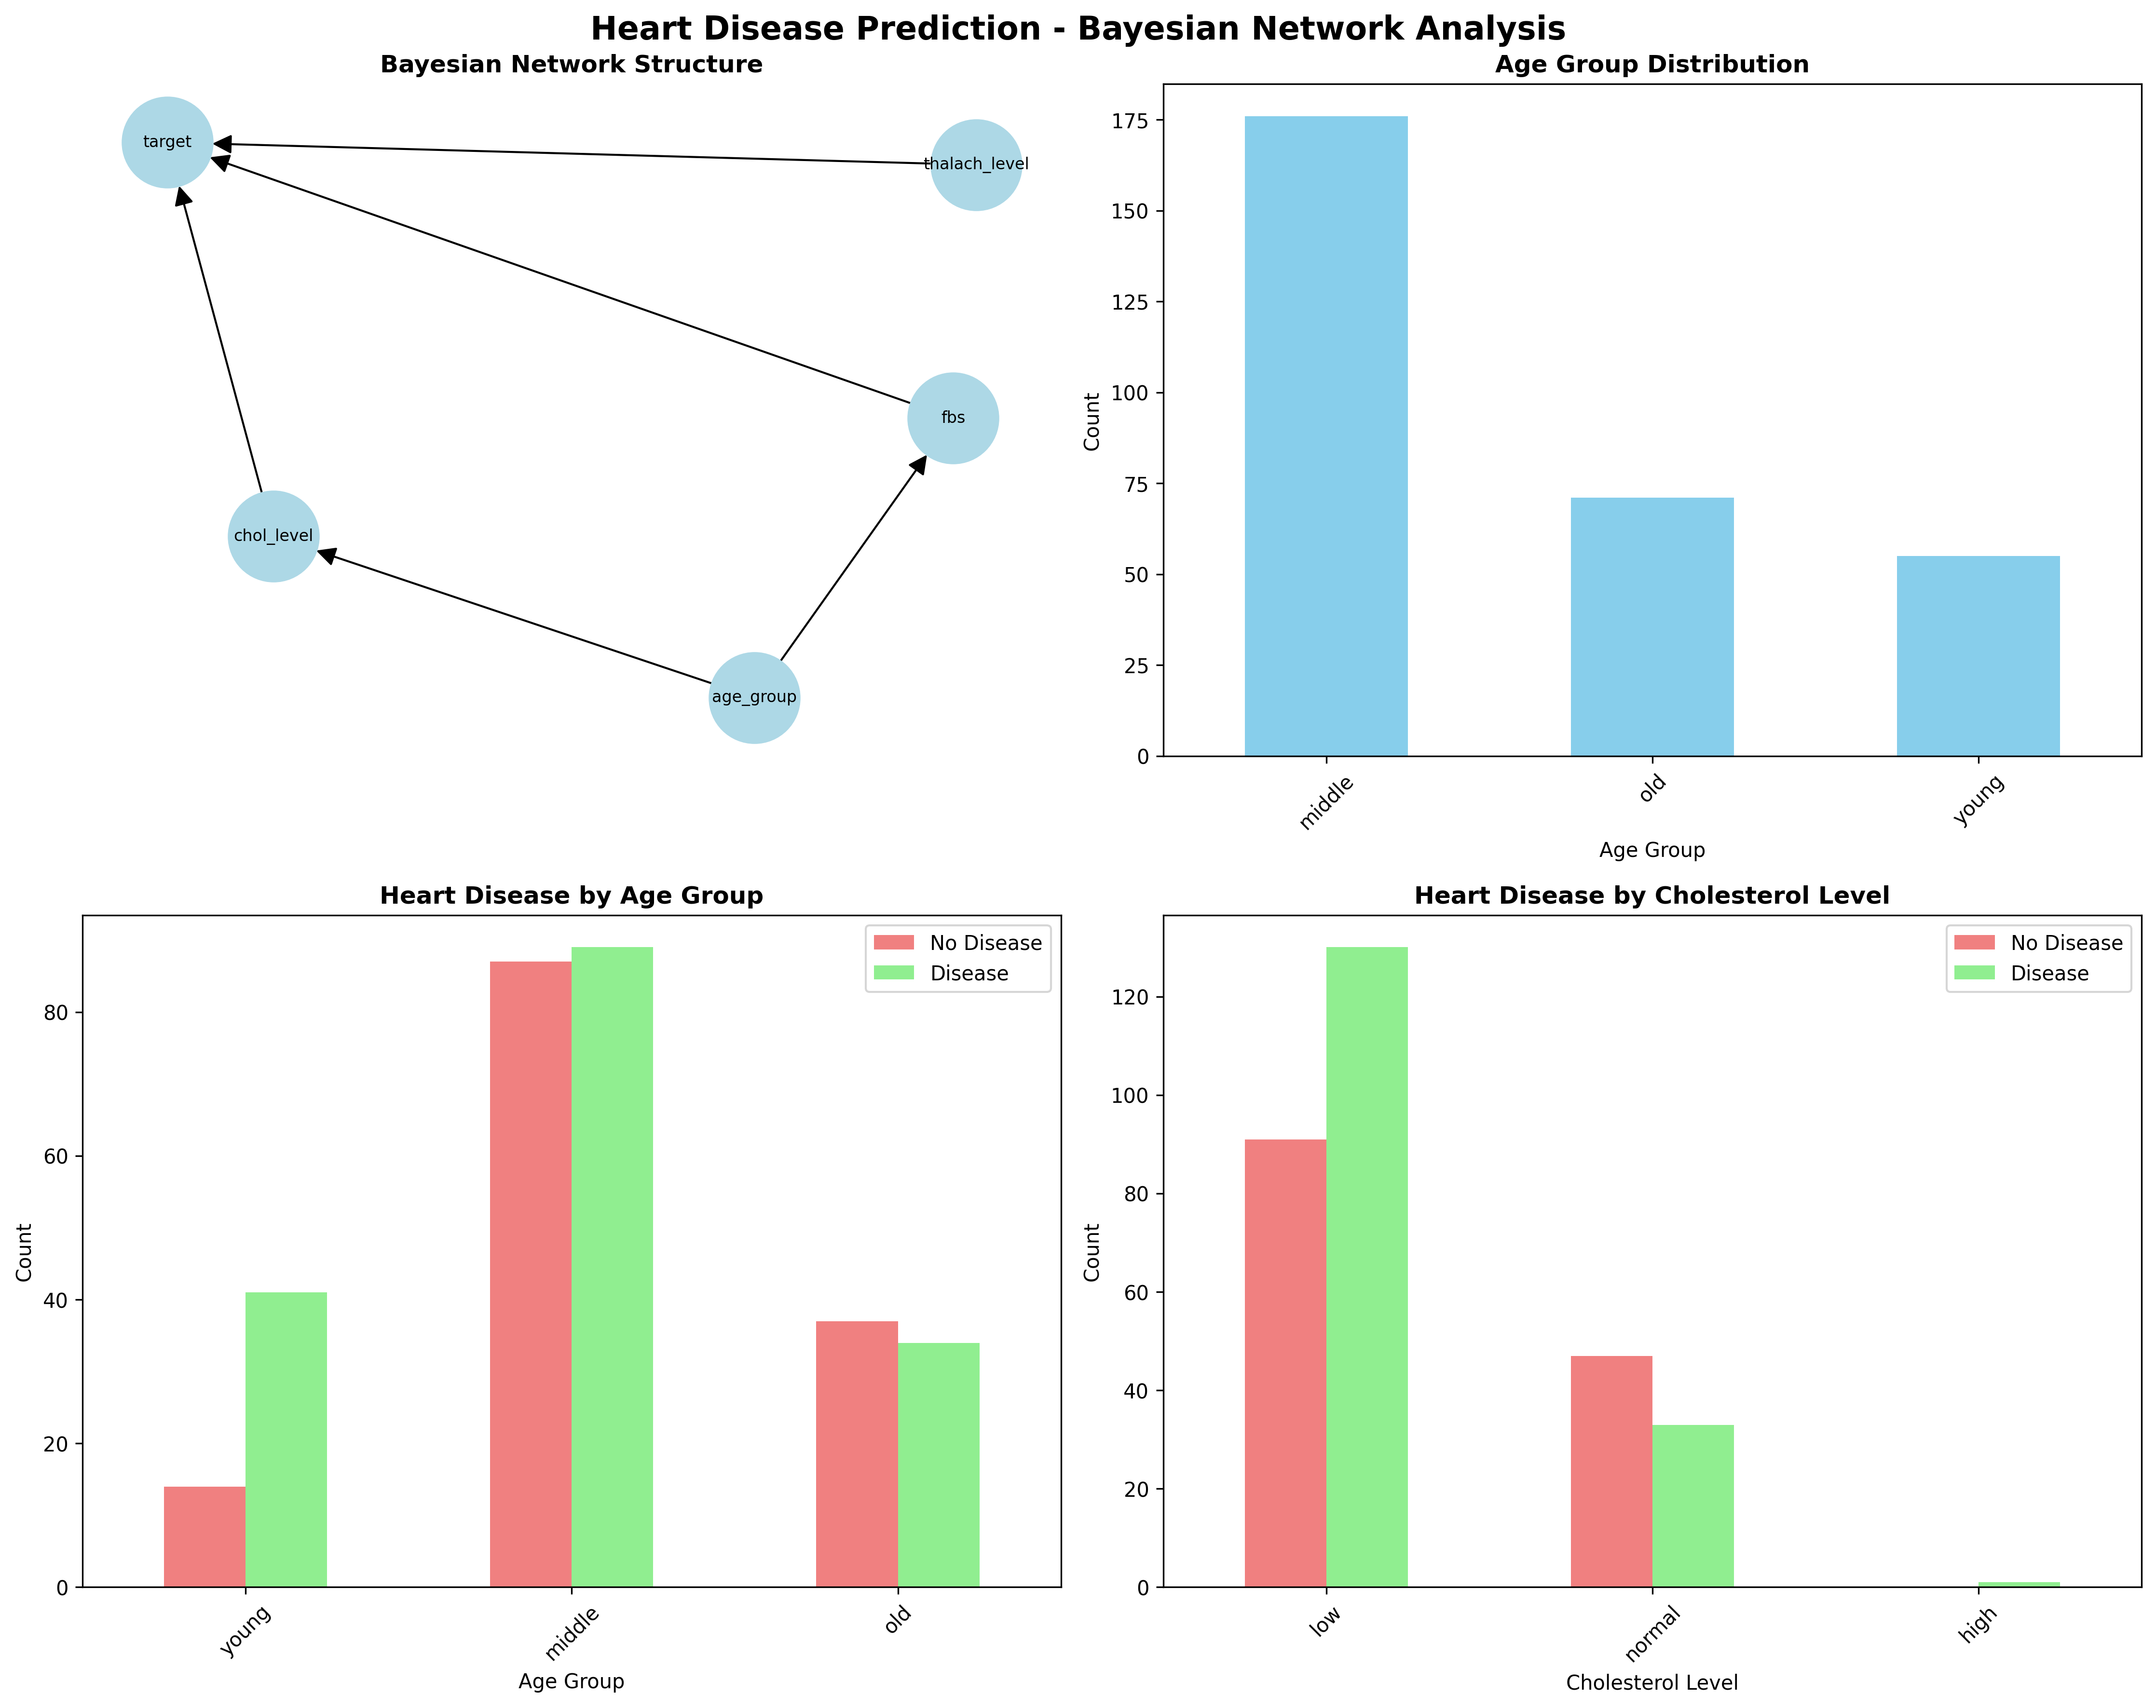 Heart Disease Prediction - Bayesian Network Analysis
Bayesian Network Structure
target
thalach_level
fbs
chol_level
age_group
Age Group Distribution
175
150
125
100
75
50
25
0
Count
middle
old
young
Age Group
Heart Disease by Age Group
No Disease
Disease
80
60
40
20
0
Count
young
middle
old
Age Group
Heart Disease by Cholesterol Level
No Disease
Disease
120
100
80
60
40
20
0
Count
low
normal
high
Cholesterol Level